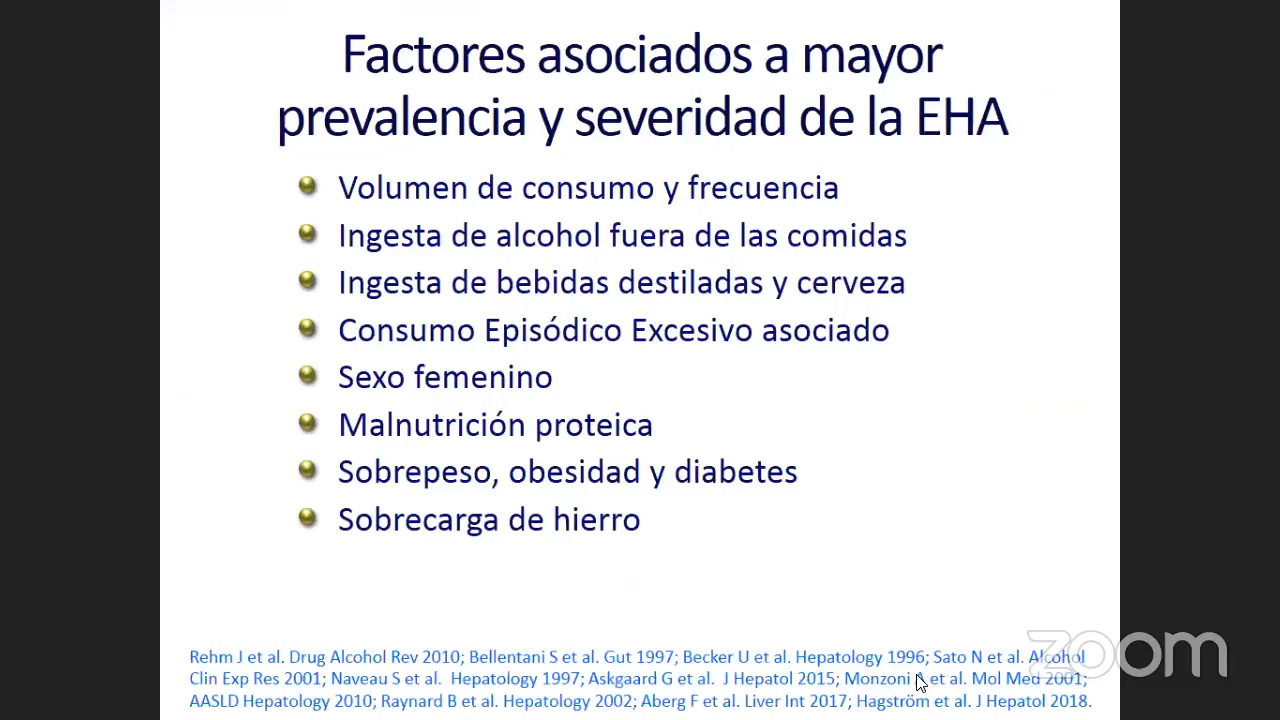 Factores asociados a mayor
prevalencia y severidad de la EHA
Volumen de consumo y frecuencia
Ingesta de alcohol fuera de las comidas
Ingesta de bebidas destiladas y cerveza
Consumo Episódico Excesivo asociado
Sexo femenino
Malnutrición proteica
Sobrepeso, obesidad y diabetes
Sobrecarga de hierro
Rehm J et al. Drug Alcohol Rev 2010; Bellentani S et al. Gut 1997; Becker U et al. Hepatology 1996; Sato N et al. Alcohol
Clin Exp Res 2001; Naveau S et al. Hepatology 1997; Askgaard G et al. J Hepatol 2015; Monzoni et al. Mol Med 2001;
AASLD Hepatology 2010; Raynard B et al. Hepatology 2002; Aberg F et al. Liver Int 2017; Hagström et al. J Hepatol 2018.
zoom